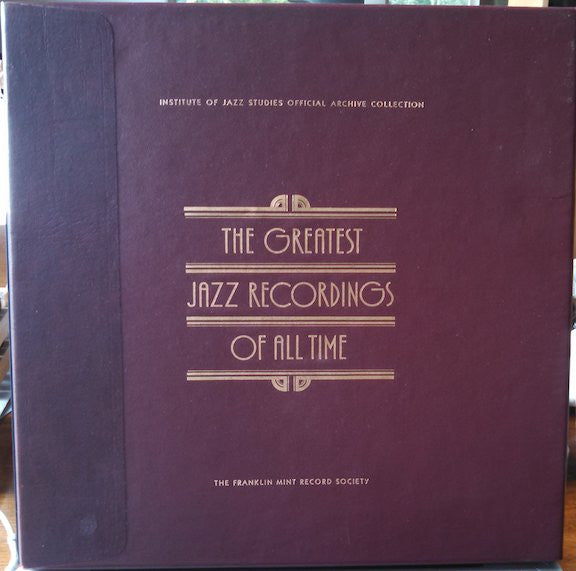 INSTITUTE OF JAZZ STUDIES OFFICIAL ARCHIVE COLLECTION
THE GREATEST
JAZZ RECORDINGS
OF ALL TIME
THE FRANKLIN MINT RECORD SOCIETY